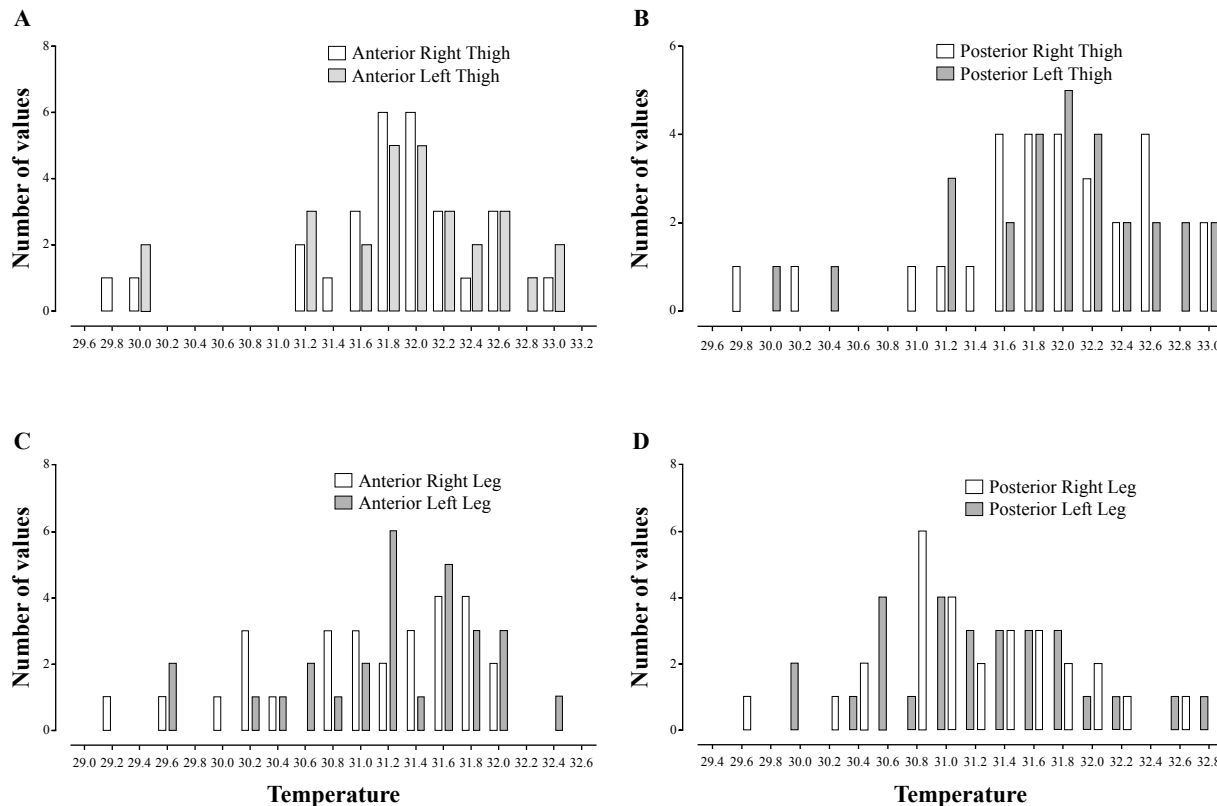 A
Anterior Right Thigh
Anterior Left Thigh
Number of values
8
6
4
2
0
29.6 29.8 30.0 30.2 30.4 30.6 30.8 31.0 31.2 31.4 31.6 31.8 32.0 32.2 32.4 32.6 32.8 33.0 33.2
B
Posterior Right Thigh
Posterior Left Thigh
Number of values
6
4
2
0
29.6 29.8 30.0 30.2 30.4 30.6 30.8 31.0 31.2 31.4 31.6 31.8 32.0 32.2 32.4 32.6 32.8 33.0
C
Anterior Right Leg
Anterior Left Leg
Number of values
8
6
4
2
0
29.0 29.2 29.4 29.6 29.8 30.0 30.2 30.4 30.6 30.8 31.0 31.2 31.4 31.6 31.8 32.0 32.2 32.4 32.6
Temperature
D
Posterior Right Leg
Posterior Left Leg
Number of values
8
6
4
2
0
29.4 29.6 29.8 30.0 30.2 30.4 30.6 30.8 31.0 31.2 31.4 31.6 31.8 32.0 32.2 32.4 32.6 32.8
Temperature